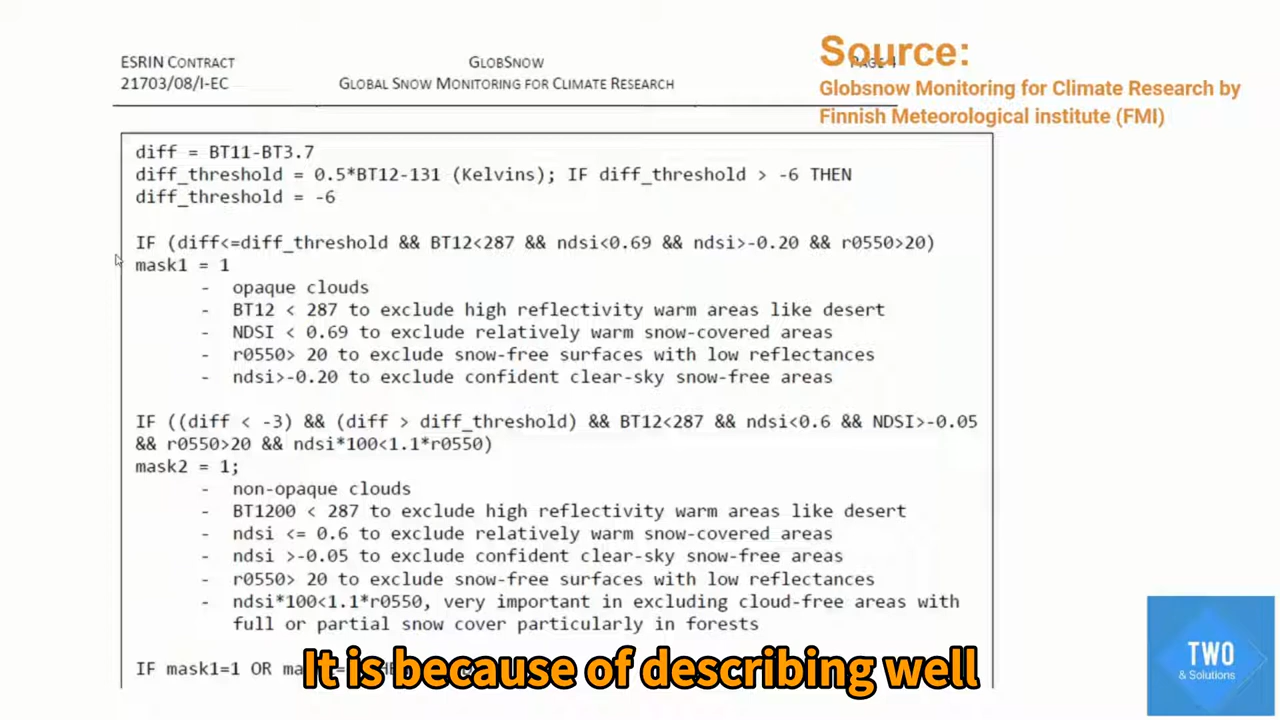 Source:
ESRIN CONTRACT
GLOBSNOW
PAGE 4
21703/08/I-EC
GLOBAL SNOW MONITORING FOR CLIMATE RESEARCH
Globsnow Monitoring for Climate Research by
Finnish Meteorological institute (FMI)
diff = BT11-BT3.7
diff_threshold = 0.5*BT12-131 (Kelvins); IF diff_threshold > -6 THEN
diff_threshold = -6
IF (diff<=diff_threshold && BT12<287 && ndsi<0.69 && ndsi>-0.20 && r0550>20)
mask1 = 1
- opaque clouds
- BT12 < 287 to exclude high reflectivity warm areas like desert
- NDSI < 0.69 to exclude relatively warm snow-covered areas
- r0550> 20 to exclude snow-free surfaces with low reflectances
- ndsi>-0.20 to exclude confident clear-sky snow-free areas
IF ((diff < -3) && (diff > diff_threshold) && BT12<287 && ndsi<0.6 && NDSI>-0.05
&& r0550>20 && ndsi*100<1.1*r0550)
mask2 = 1;
- non-opaque clouds
- BT1200 < 287 to exclude high reflectivity warm areas like desert
- ndsi <= 0.6 to exclude relatively warm snow-covered areas
- ndsi >-0.05 to exclude confident clear-sky snow-free areas
- r0550> 20 to exclude snow-free surfaces with low reflectances
- ndsi*100<1.1*r0550, very important in excluding cloud-free areas with
full or partial snow cover particularly in forests
IF mask1=1 OR
It is because of describing well
TWO
& Solutions